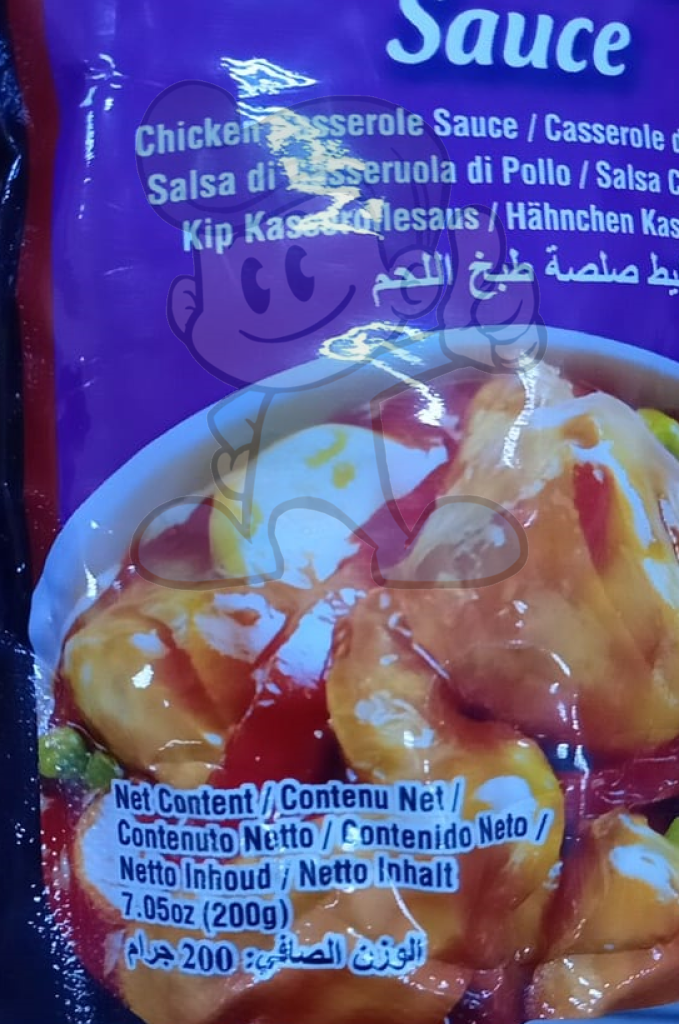 Sauce
Chicken Casserole Sauce / Casserole
Salsa di Casseruola di Pollo / Salsa
Kip Kasserollesaus / Hähnchen
صلصة طبخ اللحم
Net Content / Contenu Net /
Contenuto Netto / Contenido Neto /
Netto Inhoud / Netto Inhalt
7.05oz (200g)
الوزن الصافي: 200 جرام